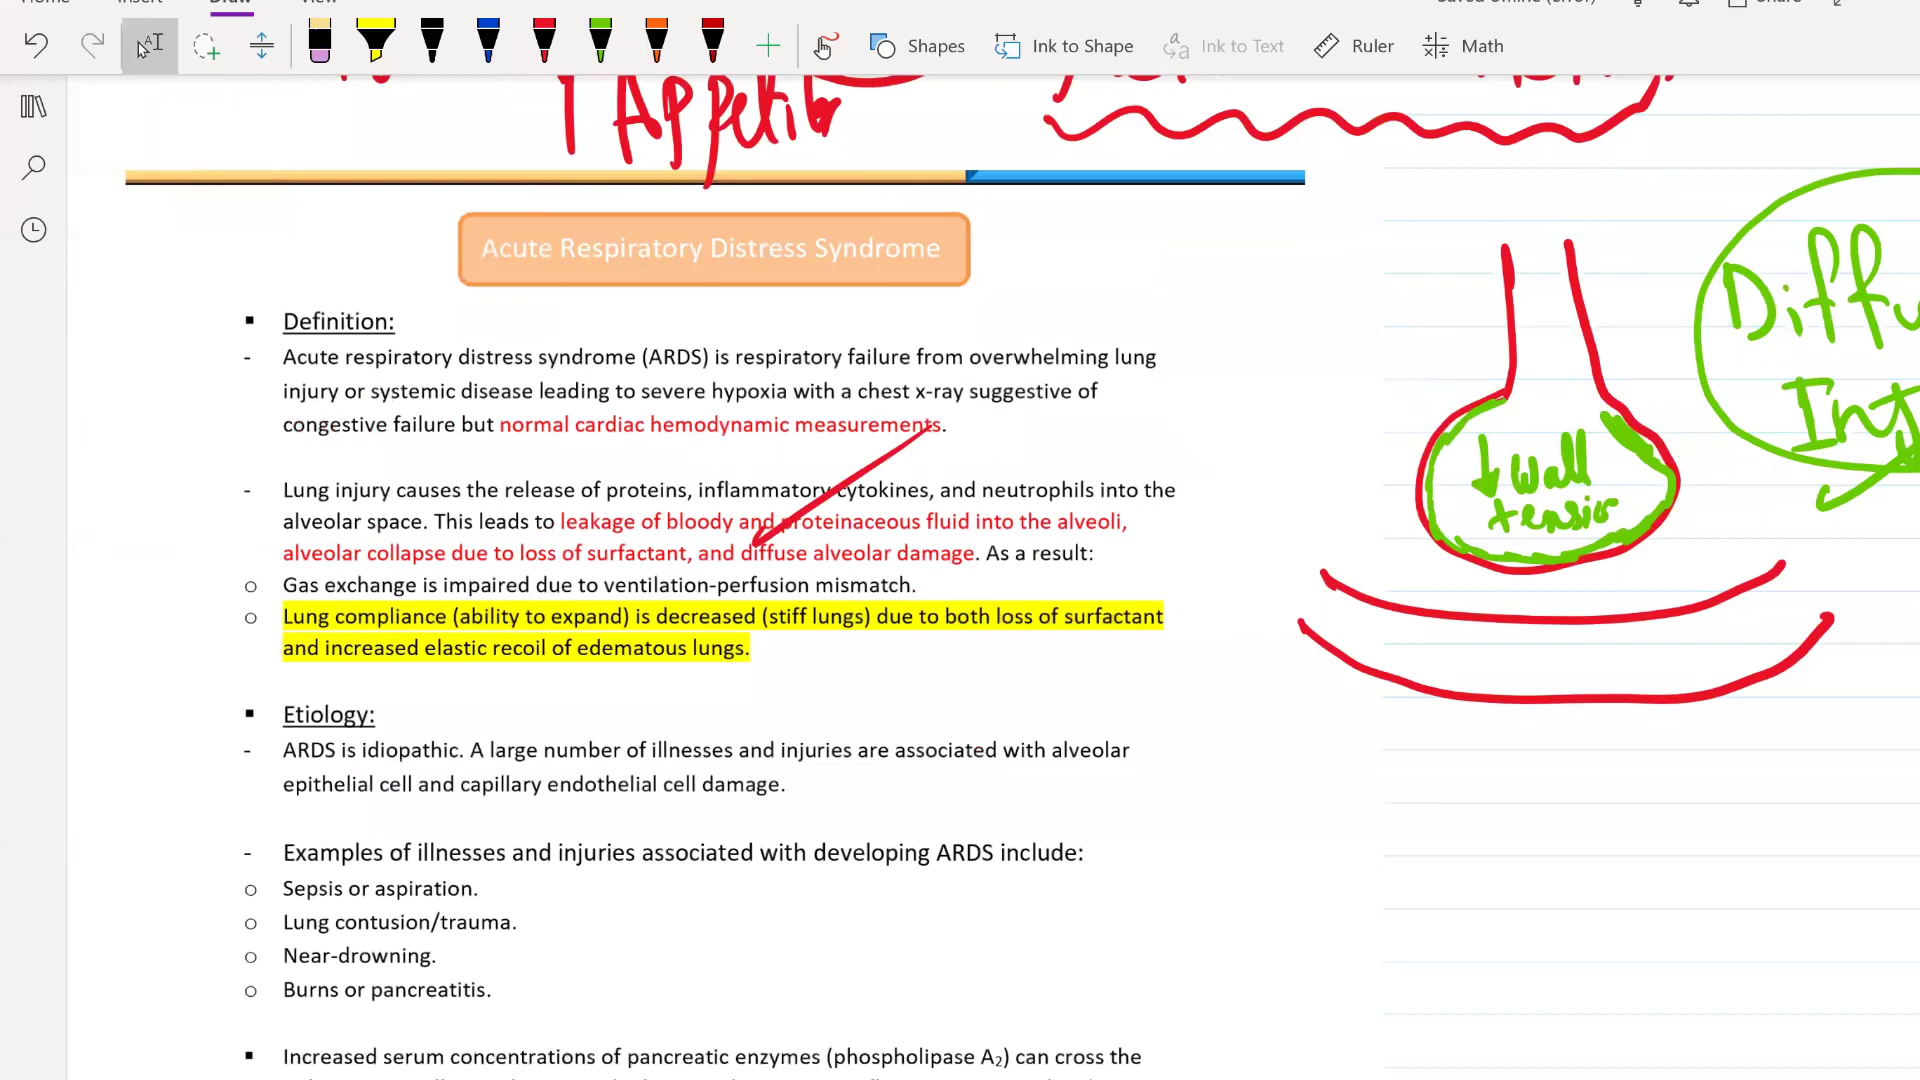 Shapes Ink to Shape Ink to Text Ruler Math
Appetite
Acute Respiratory Distress Syndrome
▪ Definition:
- Acute respiratory distress syndrome (ARDS) is respiratory failure from overwhelming lung
injury or systemic disease leading to severe hypoxia with a chest x-ray suggestive of
congestive failure but normal cardiac hemodynamic measurements.
- Lung injury causes the release of proteins, inflammatory cytokines, and neutrophils into the
alveolar space. This leads to leakage of bloody and proteinaceous fluid into the alveoli,
alveolar collapse due to loss of surfactant, and diffuse alveolar damage. As a result:
o Gas exchange is impaired due to ventilation-perfusion mismatch.
o Lung compliance (ability to expand) is decreased (stiff lungs) due to both loss of surfactant
and increased elastic recoil of edematous lungs.
▪ Etiology:
- ARDS is idiopathic. A large number of illnesses and injuries are associated with alveolar
epithelial cell and capillary endothelial cell damage.
- Examples of illnesses and injuries associated with developing ARDS include:
o Sepsis or aspiration.
o Lung contusion/trauma.
o Near-drowning.
o Burns or pancreatitis.
▪ Increased serum concentrations of pancreatic enzymes (phospholipase A₂) can cross the
↓ Wall
tension
Diffu
Int